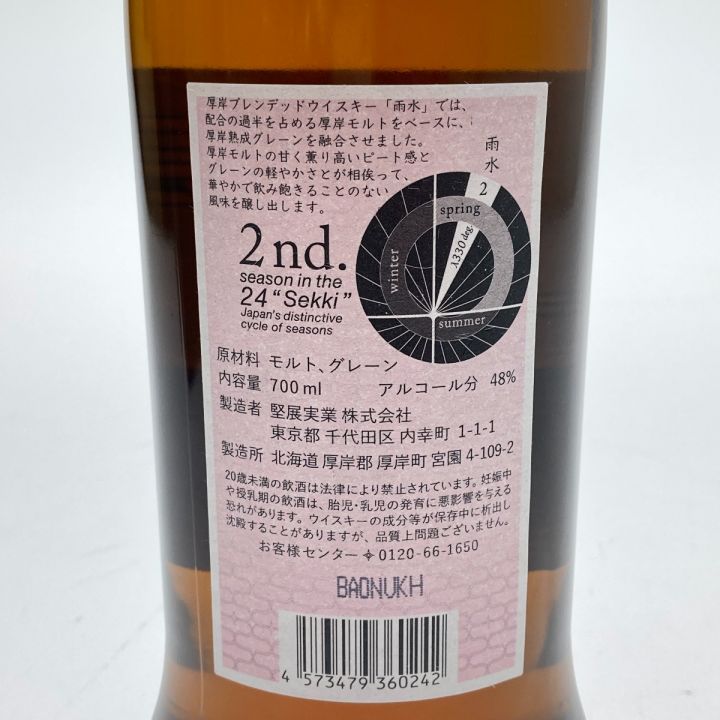 厚岸ブレンデッドウイスキー「雨水」では、
配合の過半を占める厚岸モルトをベースに、
厚岸熟成グレーンを融合させました。
厚岸モルトの甘く薫り高いピート感と
グレーンの軽やかさとが相俟って、
華やかで飲み飽きることのない
風味を醸し出します。
雨水
2
spring
λ330 deg.
winter
summer
2nd.
season in the
24 “Sekki”
Japan's distinctive
cycle of seasons
原材料 モルト、グレーン
内容量 700ml アルコール分 48%
製造者 堅展実業 株式会社
東京都 千代田区 内幸町 1-1-1
製造所 北海道 厚岸郡 厚岸町 宮園 4-109-2
20歳未満の飲酒は法律により禁止されています。妊娠中
や授乳期の飲酒は、胎児・乳児の発育に悪影響を与える
恐れがあります。ウイスキーの成分等が保存中に析出し
沈殿することがありますが、品質上問題ございません。
お客様センター 0120-66-1650
BAONUKH
4 573479 360242